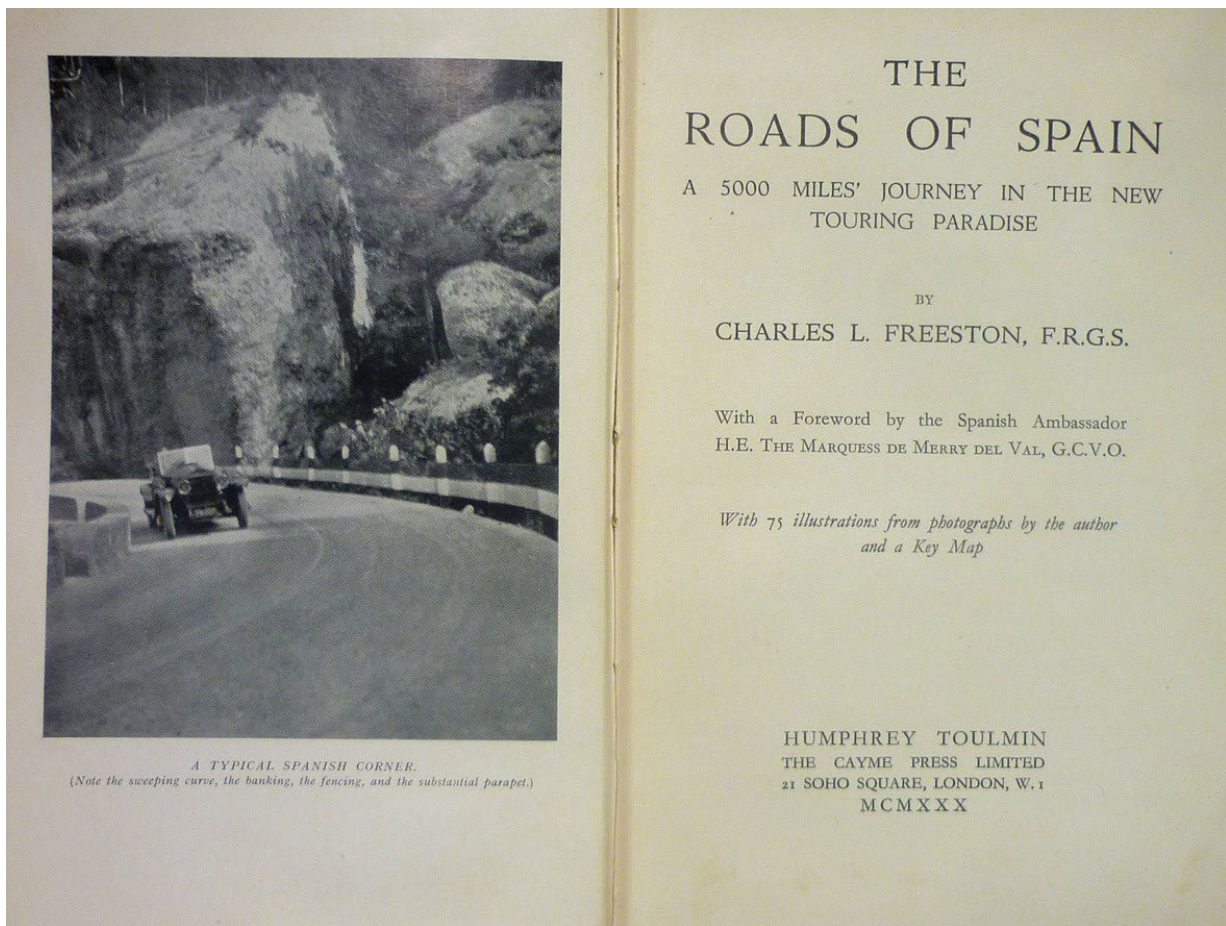 A TYPICAL SPANISH CORNER.
(Note the sweeping curve, the banking, the fencing, and the substantial parapet.)
THE
ROADS OF SPAIN
A 5000 MILES' JOURNEY IN THE NEW
TOURING PARADISE
BY
CHARLES L. FREESTON, F.R.G.S.
With a Foreword by the Spanish Ambassador
H.E. THE MARQUESS DE MERRY DEL VAL, G.C.V.O.
With 75 illustrations from photographs by the author
and a Key Map
HUMPHREY TOULMIN
THE CAYME PRESS LIMITED
21 SOHO SQUARE, LONDON, W.1
MCMXXX